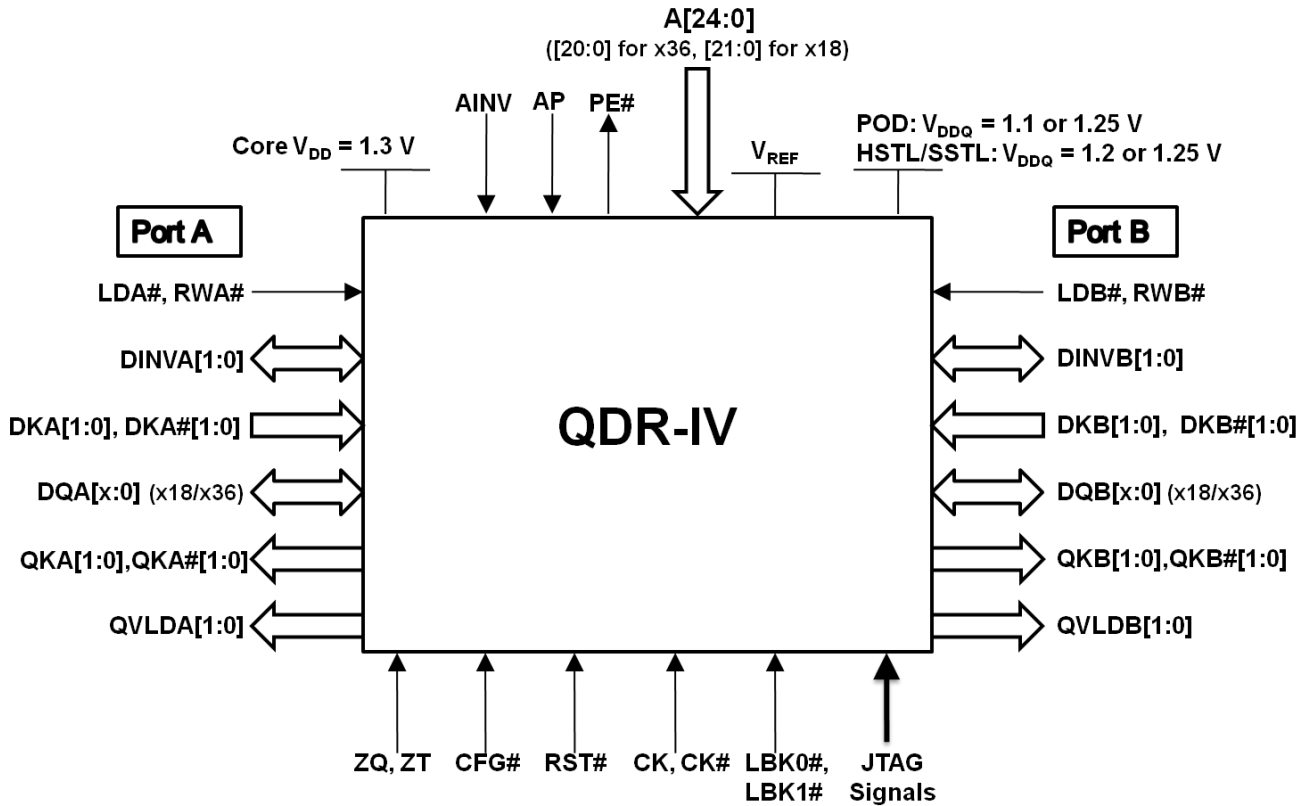 A[24:0]
([20:0] for x36, [21:0] for x18)
AINV
AP
PE#
Core VDD = 1.3 V
VREF
POD: VDDQ = 1.1 or 1.25 V
HSTL/SSTL: VDDQ = 1.2 or 1.25 V
Port A
Port B
LDA#, RWA#
LDB#, RWB#
DINVA[1:0]
DINVB[1:0]
DKA[1:0], DKA#[1:0]
QDR-IV
DKB[1:0], DKB#[1:0]
DQA[x:0] (x18/x36)
DQB[x:0] (x18/x36)
QKA[1:0],QKA#[1:0]
QKB[1:0],QKB#[1:0]
QVLDA[1:0]
QVLDB[1:0]
ZQ, ZT
CFG#
RST#
CK, CK#
LBK0#,
LBK1#
JTAG
Signals